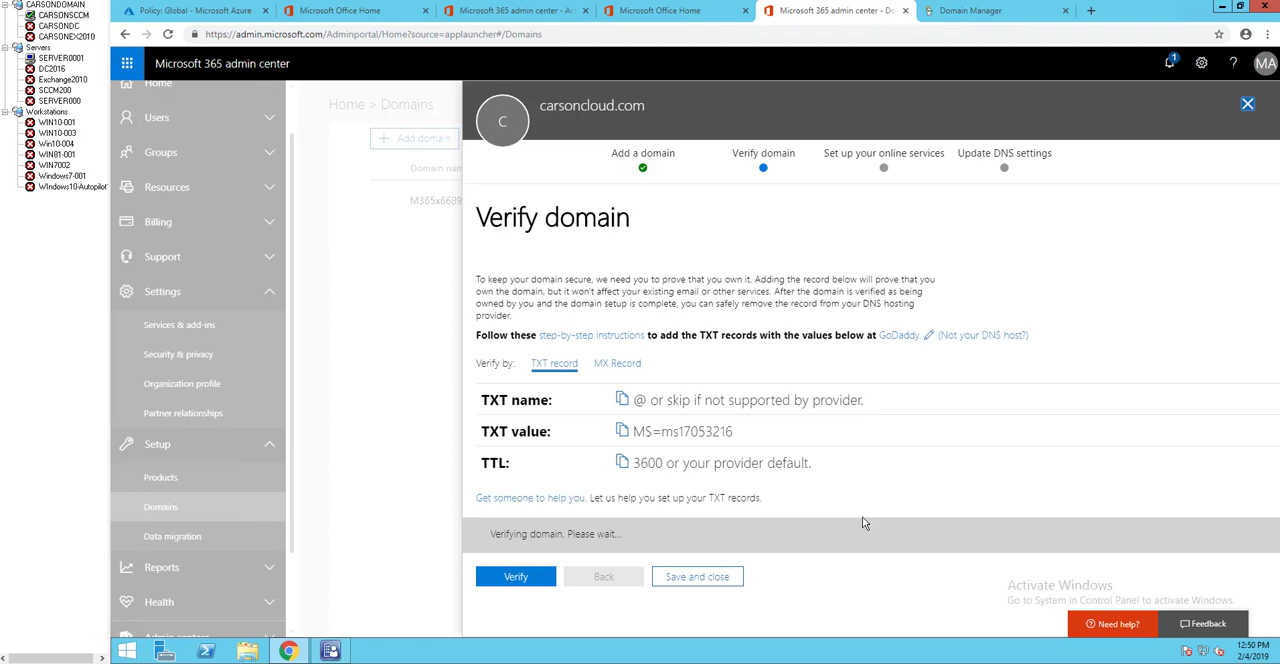 CARSONDOMAIN
CARSONSCCM
CARSONDC
CARSONEX2010
Servers
SERVER0001
DC2016
Exchange2010
SCCM200
SERVER000
Workstations
WIN10-001
WIN10-003
Win10-004
WIN81-001
WIN7002
Windows7-001
WIndows10-Autopilot
Policy: Global - Microsoft Azure
Microsoft Office Home
Microsoft 365 admin center - Ac
Microsoft Office Home
Microsoft 365 admin center - Do
Domain Manager
https://admin.microsoft.com/Adminportal/Home?source=applauncher#/Domains
Microsoft 365 admin center
1
?
MA
Home
Users
Groups
Resources
Billing
Support
Settings
Services & add-ins
Security & privacy
Organization profile
Partner relationships
Setup
Products
Domains
Data migration
Reports
Health
Admin centers
Home > Domains
+ Add domain
Domain nam
M365x6689
C
carsoncloud.com
Add a domain
Verify domain
Set up your online services
Update DNS settings
Verify domain
To keep your domain secure, we need you to prove that you own it. Adding the record below will prove that you
own the domain, but it won't affect your existing email or other services. After the domain is verified as being
owned by you and the domain setup is complete, you can safely remove the record from your DNS hosting
provider.
Follow these step-by-step instructions to add the TXT records with the values below at GoDaddy. (Not your DNS host?)
Verify by: TXT record MX Record
TXT name: @ or skip if not supported by provider.
TXT value: MS=ms17053216
TTL: 3600 or your provider default.
Get someone to help you. Let us help you set up your TXT records.
Verifying domain. Please wait...
Verify
Back
Save and close
Activate Windows
Go to System in Control Panel to activate Windows.
Need help?
Feedback
12:50 PM
2/4/2019